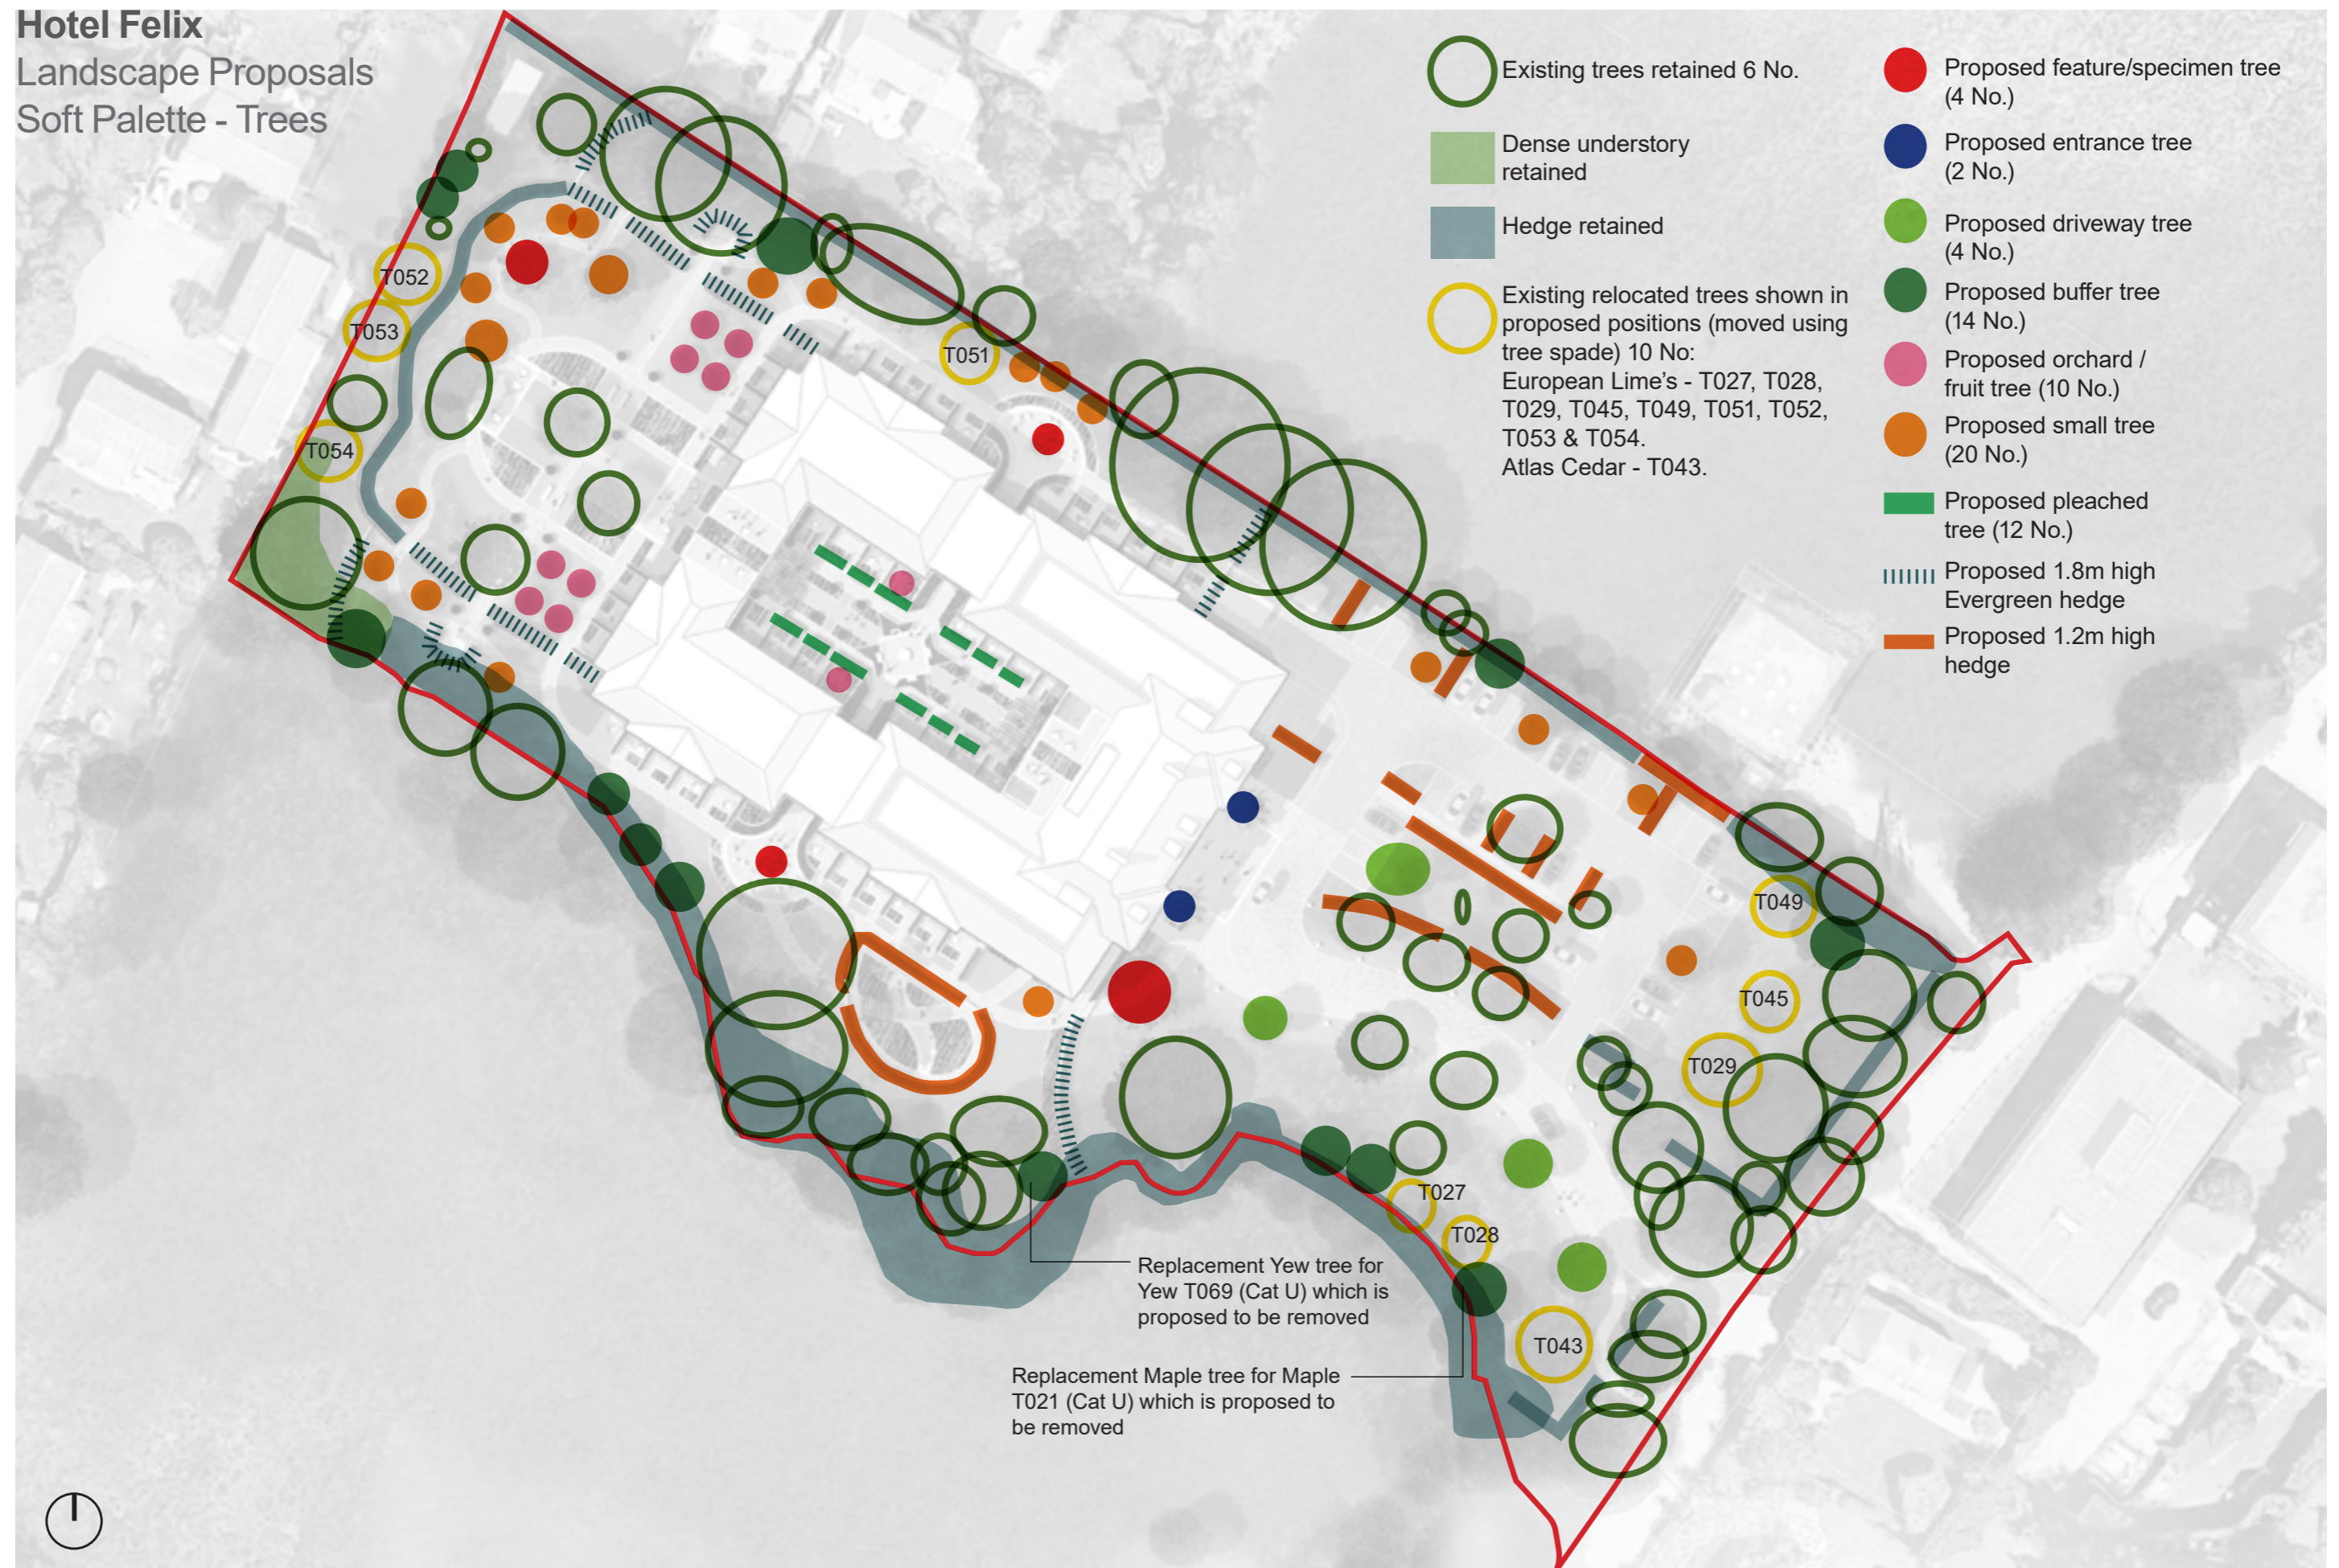 Hotel Felix
Landscape Proposals
Soft Palette - Trees
Existing trees retained 6 No.
Dense understory
retained
Hedge retained
Existing relocated trees shown in
proposed positions (moved using
tree spade) 10 No:
European Lime's - T027, T028,
T029, T045, T049, T051, T052,
T053 & T054.
Atlas Cedar - T043.
Proposed feature/specimen tree
(4 No.)
Proposed entrance tree
(2 No.)
Proposed driveway tree
(4 No.)
Proposed buffer tree
(14 No.)
Proposed orchard /
fruit tree (10 No.)
Proposed small tree
(20 No.)
Proposed pleached
tree (12 No.)
Proposed 1.8m high
Evergreen hedge
Proposed 1.2m high
hedge
T052
T053
T051
T054
T049
T045
T029
T027
T028
T043
Replacement Yew tree for
Yew T069 (Cat U) which is
proposed to be removed
Replacement Maple tree for Maple
T021 (Cat U) which is proposed to
be removed